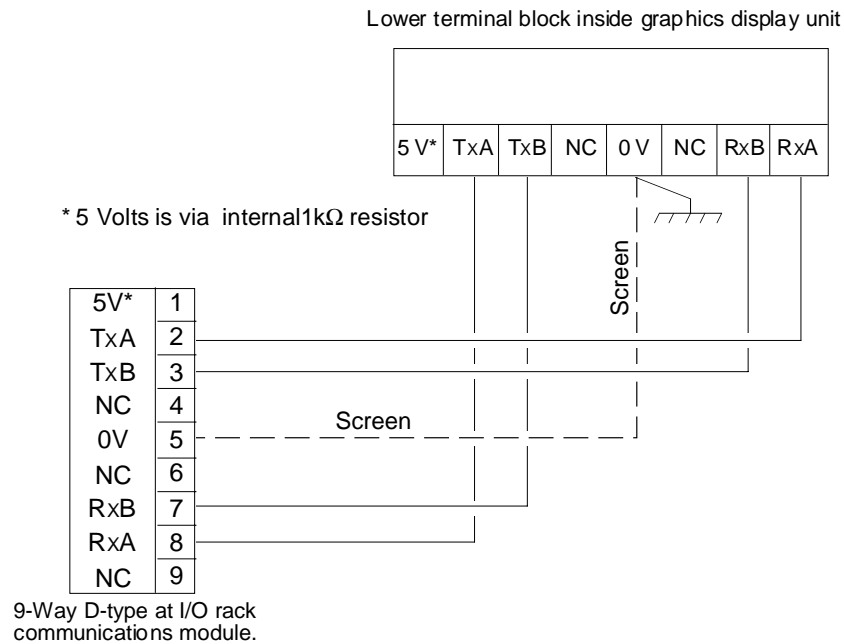 Lower terminal block inside graphics display unit
5 V* TxA TxB NC 0 V NC RxB RxA
* 5 Volts is via internal1kΩ resistor
Screen
5V* 1
TxA 2
TxB 3
NC 4
Screen
0V 5
NC 6
RxB 7
RxA 8
NC 9
9-Way D-type at I/O rack
communications module.